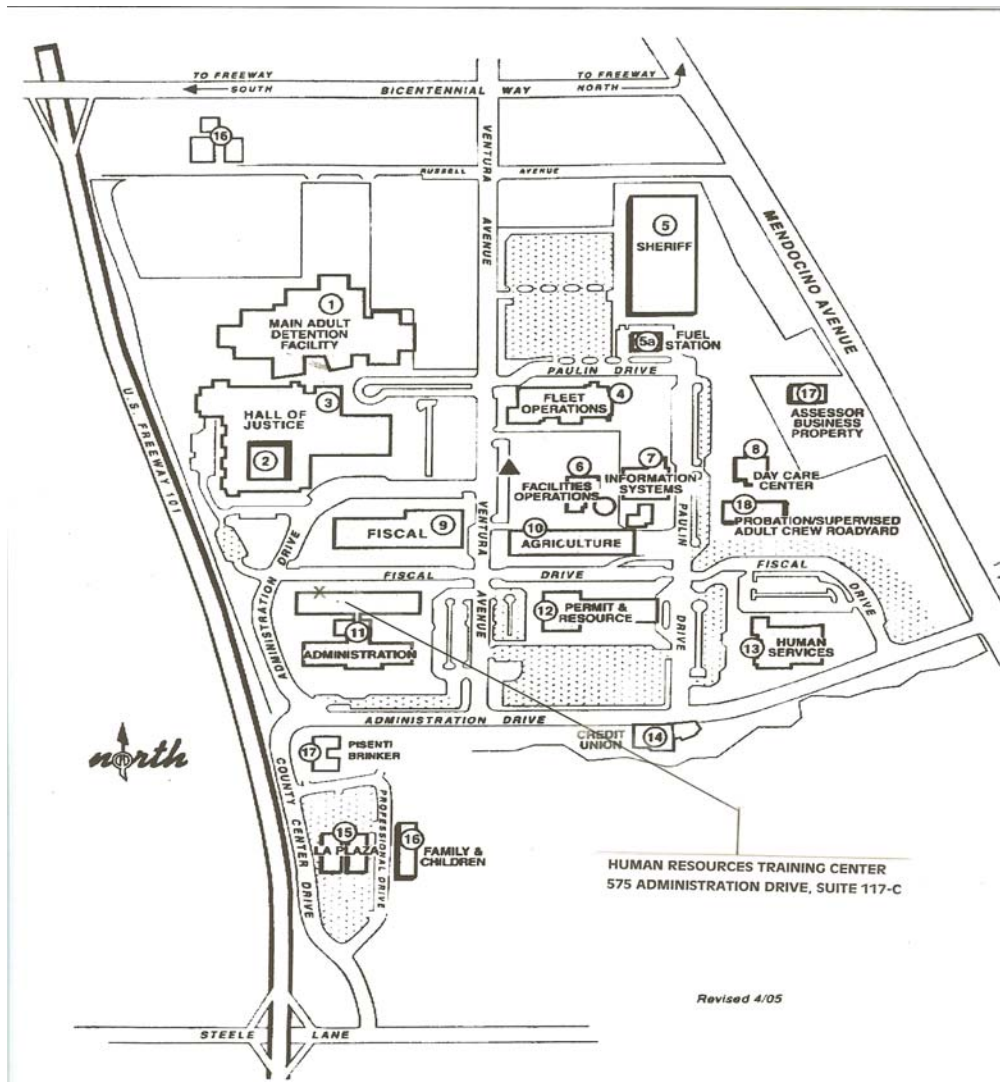 TO FREEWAY
SOUTH
BICENTENNIAL WAY
TO FREEWAY
NORTH
16
VENTURA AVENUE
RUSSELL AVENUE
MENDOCINO AVENUE
5
SHERIFF
1
MAIN ADULT
DETENTION
FACILITY
5a
FUEL
STATION
PAULIN DRIVE
3
HALL OF
JUSTICE
2
4
FLEET
OPERATIONS
17
ASSESSOR
BUSINESS
PROPERTY
U.S. FREEWAY 101
6
FACILITIES
OPERATIONS
7
INFORMATION
SYSTEMS
8
DAY CARE
CENTER
18
PROBATION/SUPERVISED
ADULT CREW ROADYARD
9
FISCAL
10
AGRICULTURE
VENTURA AVENUE
PAULIN DRIVE
FISCAL DRIVE
FISCAL DRIVE
ADMINISTRATION DRIVE
X
11
ADMINISTRATION
12
PERMIT &
RESOURCE
13
HUMAN
SERVICES
ADMINISTRATION DRIVE
CREDIT
UNION
14
north
17
PISENTI
BRINKER
COUNTY CENTER DRIVE
PROFESSIONAL DRIVE
15
LA PLAZA
16
FAMILY &
CHILDREN
HUMAN RESOURCES TRAINING CENTER
575 ADMINISTRATION DRIVE, SUITE 117-C
Revised 4/05
STEELE LANE